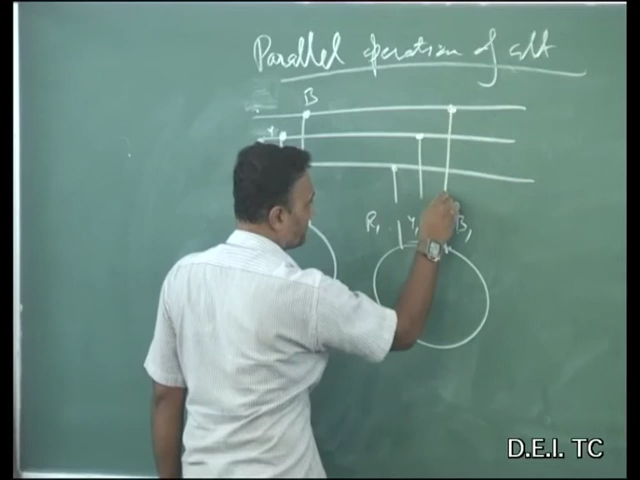 Parallel operation of alt
B
Y
R₁ Y₁ B₁
D.E.I. TC